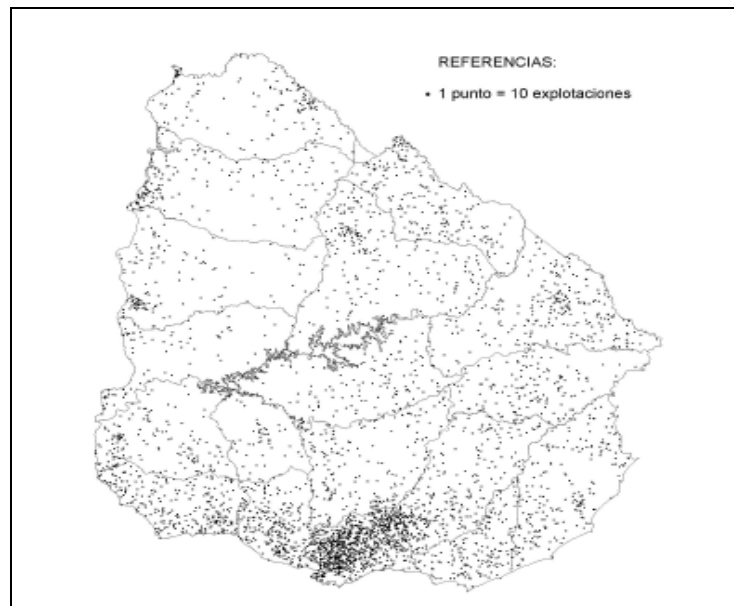 REFERENCIAS:
• 1 punto = 10 explotaciones